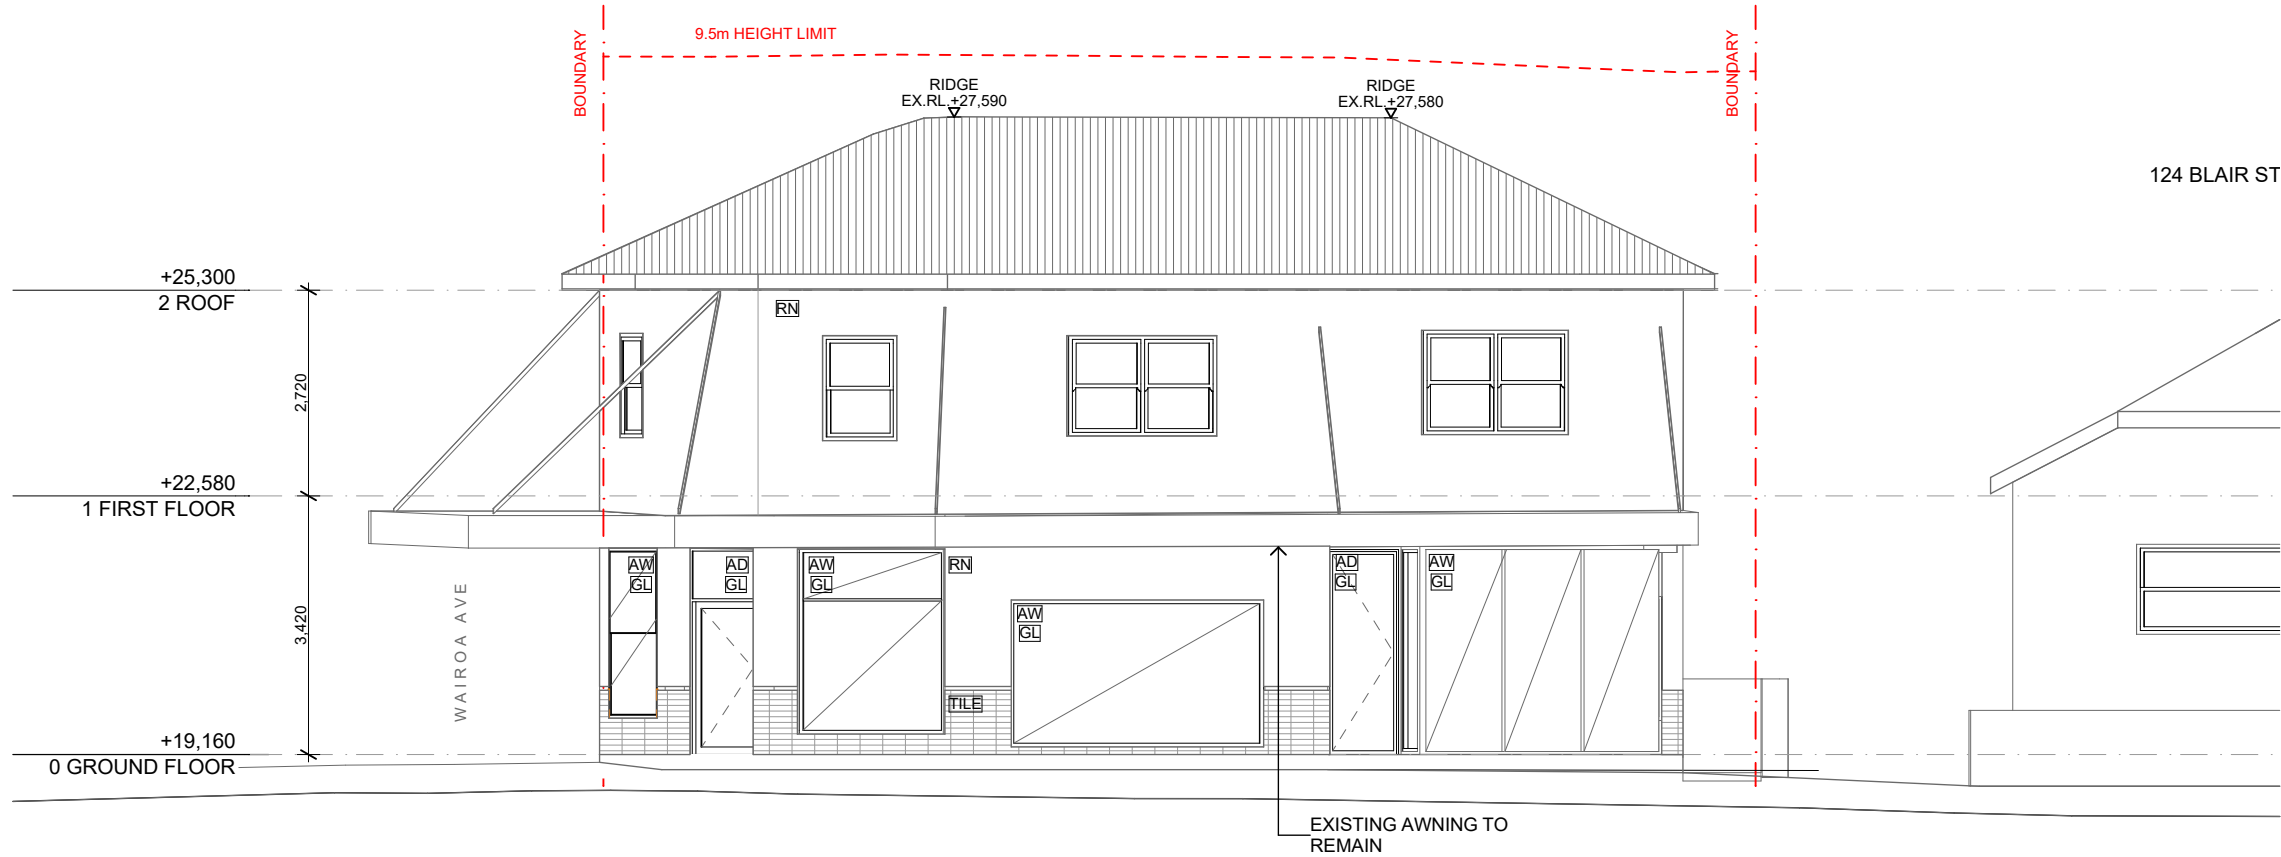 9.5m HEIGHT LIMIT
BOUNDARY
BOUNDARY
RIDGE
EX.RL.+27,590
RIDGE
EX.RL.+27,580
124 BLAIR ST
+25,300
2 ROOF
RN
2,720
+22,580
1 FIRST FLOOR
AW
GL
AD
GL
AW
GL
RN
AD
GL
AW
GL
AW
GL
3,420
WAIROA AVE
TILE
+19,160
0 GROUND FLOOR
EXISTING AWNING TO
REMAIN